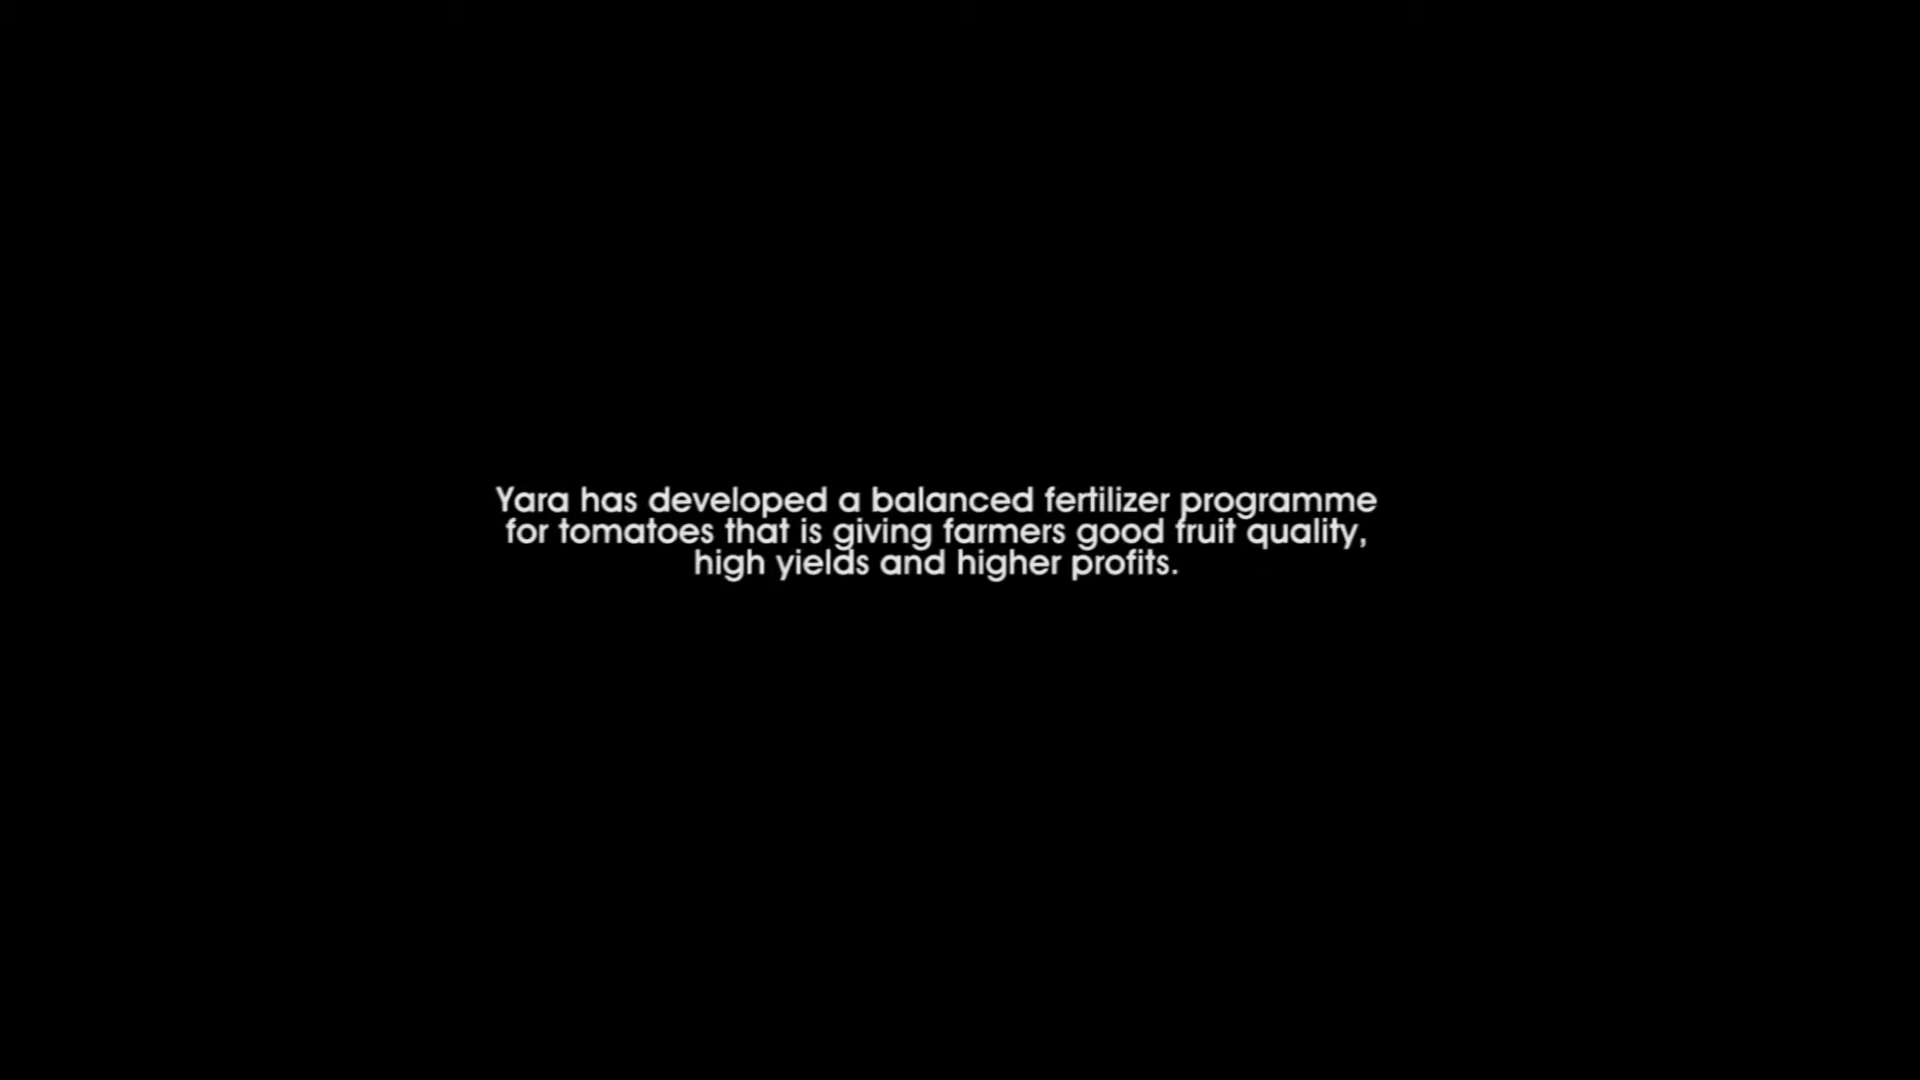 Yara has developed a balanced fertilizer programme
for tomatoes that is giving farmers good fruit quality,
high yields and higher profits.